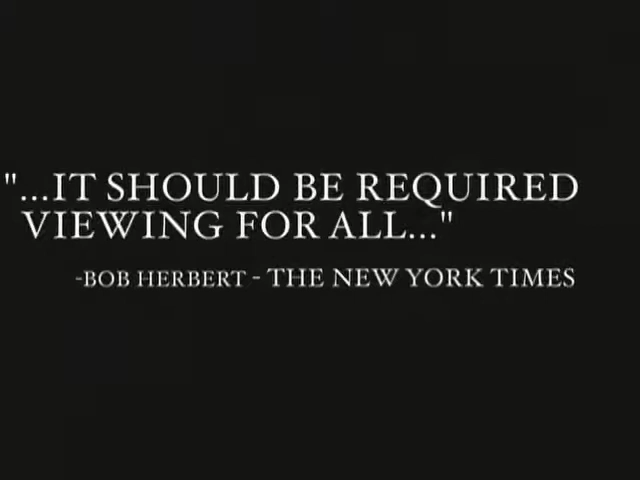 "...IT SHOULD BE REQUIRED
VIEWING FOR ALL..."
-BOB HERBERT - THE NEW YORK TIMES